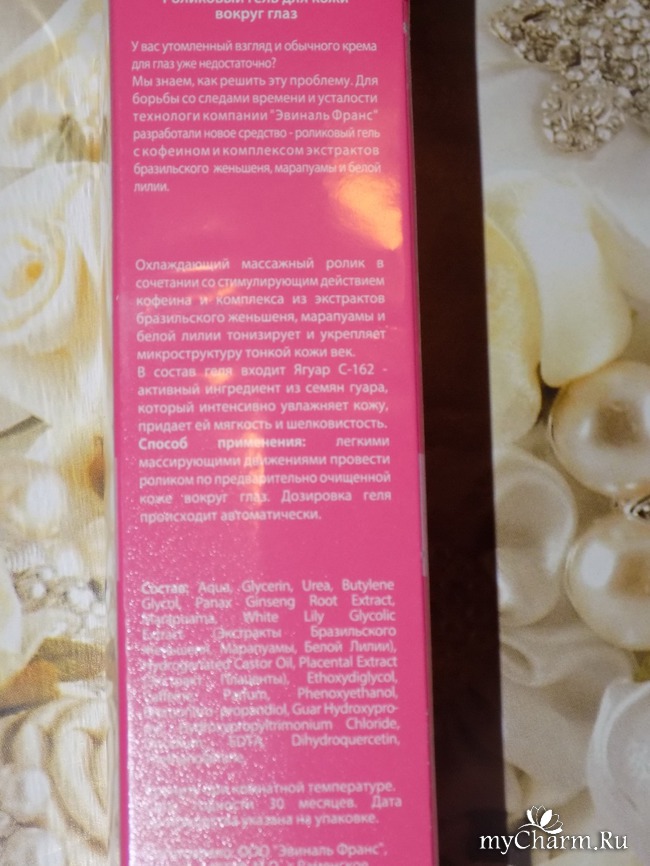 Роликовый гель для кожи
вокруг глаз
У вас утомленный взгляд и обычного крема
для глаз уже недостаточно?
Мы знаем, как решить эту проблему. Для
борьбы со следами времени и усталости
технологи компании "Эвиналь Франс"
разработали новое средство - роликовый гель
с кофеином и комплексом экстрактов
бразильского женьшеня, марапуамы и белой
лилии.
Охлаждающий массажный ролик в
сочетании со стимулирующим действием
кофеина и комплекса из экстрактов
бразильского женьшеня, марапуамы и
белой лилии тонизирует и укрепляет
микроструктуру тонкой кожи век.
В состав геля входит Ягуар С-162 -
активный ингредиент из семян гуара,
который интенсивно увлажняет кожу,
придает ей мягкость и шелковистость.
Способ применения: легкими
массирующими движениями провести
роликом по предварительно очищенной
коже вокруг глаз. Дозировка геля
происходит автоматически.
Состав: Aqua, Glycerin, Urea, Butylene
Glycol, Panax Ginseng Root Extract,
White Lily Glycolic
Extract (Экстракты Бразильского
Женьшеня, Марапуамы, Белой Лилии),
Hydrogenated Castor Oil, Placental Extract
(Экстракт Плаценты), Ethoxydiglycol,
Caffeine, Parfum, Phenoxyethanol,
Guar Hydroxypro-
Hydroxypropyltrimonium Chloride,
EDTA, Dihydroquercetin,
комнатной температуре.
30 месяцев. Дата
указана на упаковке.
ООО "Эвиналь Франс",
myCharm.Ru